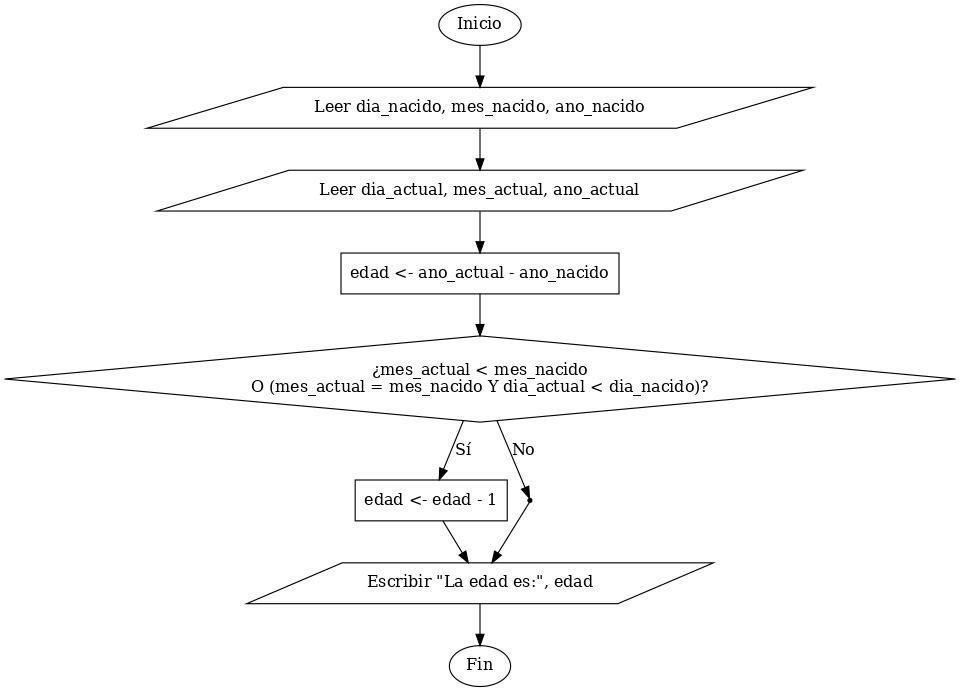 Inicio
Leer dia_nacido, mes_nacido, ano_nacido
Leer dia_actual, mes_actual, ano_actual
edad <- ano_actual - ano_nacido
¿mes_actual < mes_nacido
O (mes_actual = mes_nacido Y dia_actual < dia_nacido)?
Sí
No
edad <- edad - 1
Escribir "La edad es:", edad
Fin